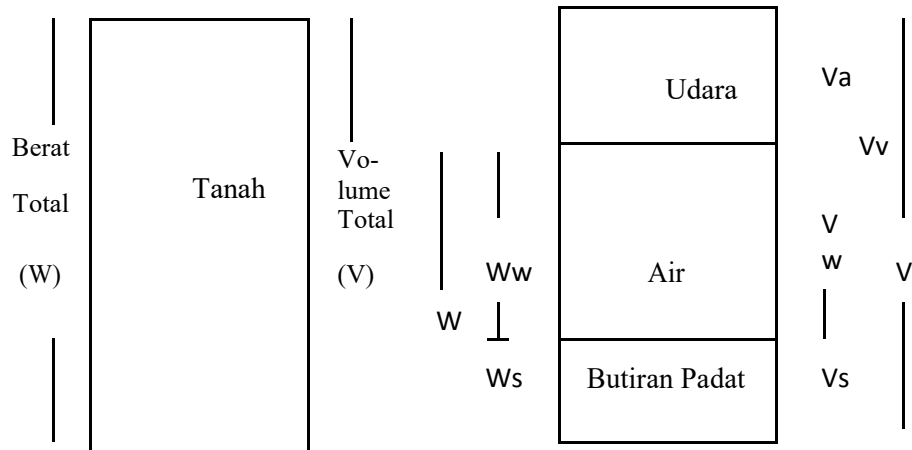 Berat
Total
(W)
Tanah
Vo-
lume
Total
(V)
W
Ww
Ws
Udara
Air
Butiran Padat
Va
Vv
V
w
V
Vs